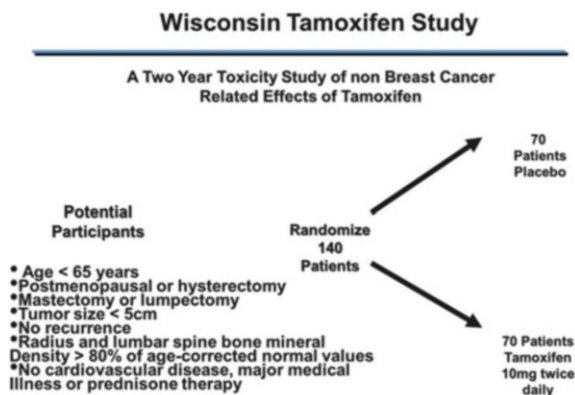 Wisconsin Tamoxifen Study
A Two Year Toxicity Study of non Breast Cancer
Related Effects of Tamoxifen
70
Patients
Placebo
Potential
Participants
Randomize
140
Patients
* Age < 65 years
*Postmenopausal or hysterectomy
*Mastectomy or lumpectomy
*Tumor size < 5cm
*No recurrence
*Radius and lumbar spine bone mineral
Density > 80% of age-corrected normal values
*No cardiovascular disease, major medical
Illness or prednisone therapy
70 Patients
Tamoxifen
10mg twice
daily